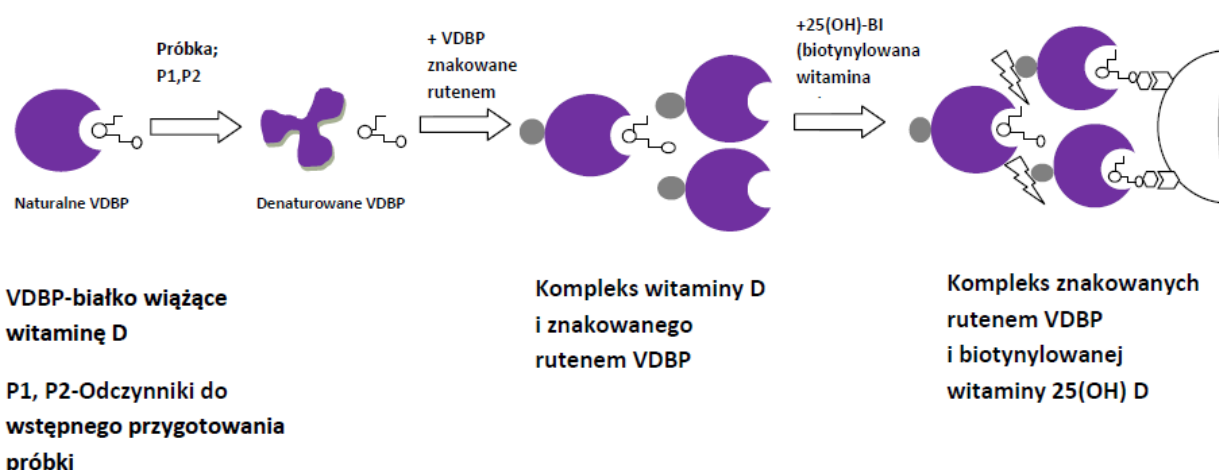 Próbka;
P1,P2
+ VDBP
znakowane
rutenem
+25(OH)-BI
(biotynylowana
witamina
Naturalne VDBP
Denaturowane VDBP
VDBP-białko wiążące
witaminę D
P1, P2-Odczynniki do
wstępnego przygotowania
próbki
Kompleks witaminy D
i znakowanego
rutenem VDBP
Kompleks znakowanych
rutenem VDBP
i biotynylowanej
witaminy 25(OH) D